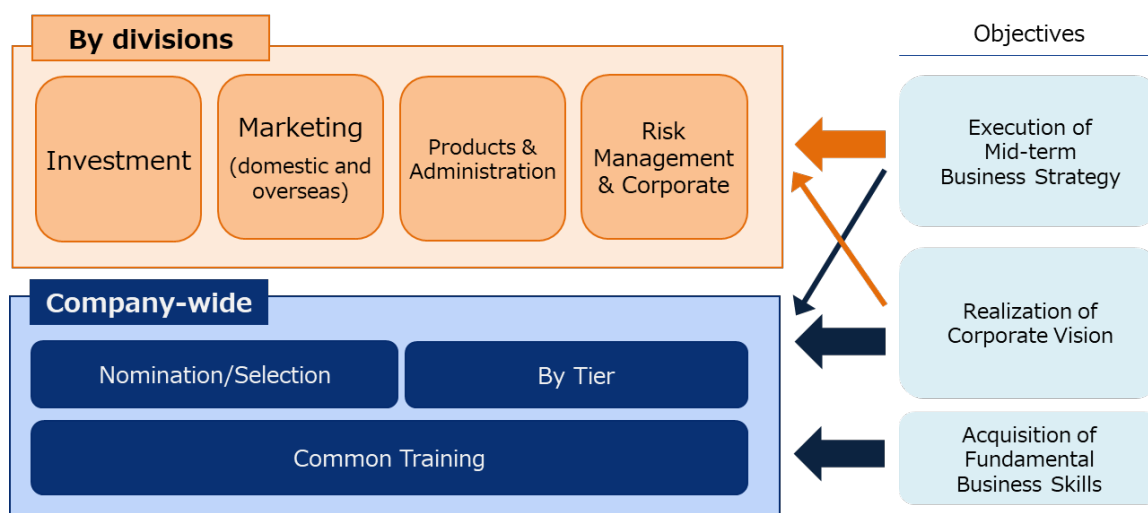 By divisions
Investment
Marketing
(domestic and
overseas)
Products &
Administration
Risk
Management
& Corporate
Company-wide
Nomination/Selection
By Tier
Common Training
Objectives
Execution of
Mid-term
Business Strategy
Realization of
Corporate Vision
Acquisition of
Fundamental
Business Skills